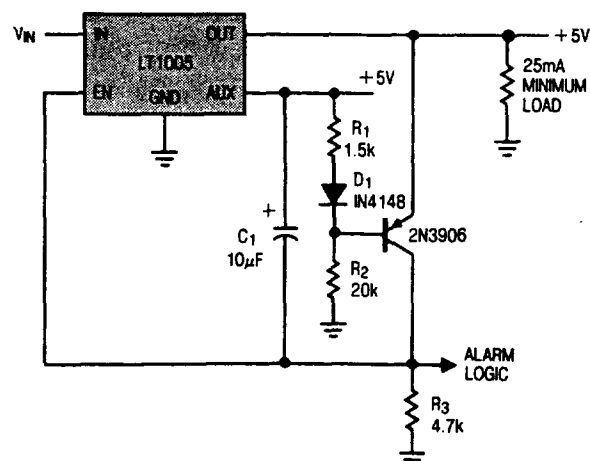 VIN
IN
OUT
LT1005
EN
GND
AUX
+5V
25mA
MINIMUM
LOAD
+5V
R1
1.5k
D1
IN4148
+
C1
10µF
2N3906
R2
20k
ALARM
LOGIC
R3
4.7k